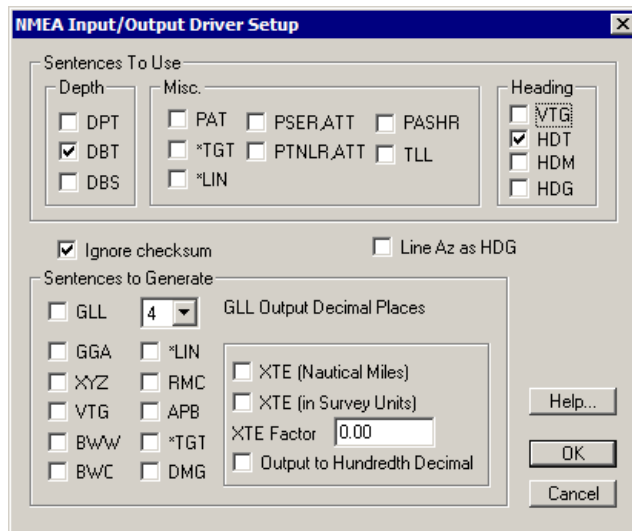 NMEA Input/Output Driver Setup
Sentences To Use
Depth
Misc.
Heading
DPT
PAT
PSER,ATT
PASHR
VTG
DBT
*TGT
PTNLR,ATT
TLL
HDT
DBS
*LIN
HDM
HDG
Ignore checksum
Line Az as HDG
Sentences to Generate
GLL
4
GLL Output Decimal Places
GGA
*LIN
XYZ
RMC
VTG
APB
BWW
*TGT
BWC
DMG
XTE (Nautical Miles)
XTE (in Survey Units)
XTE Factor
0.00
Output to Hundredth Decimal
Help...
OK
Cancel